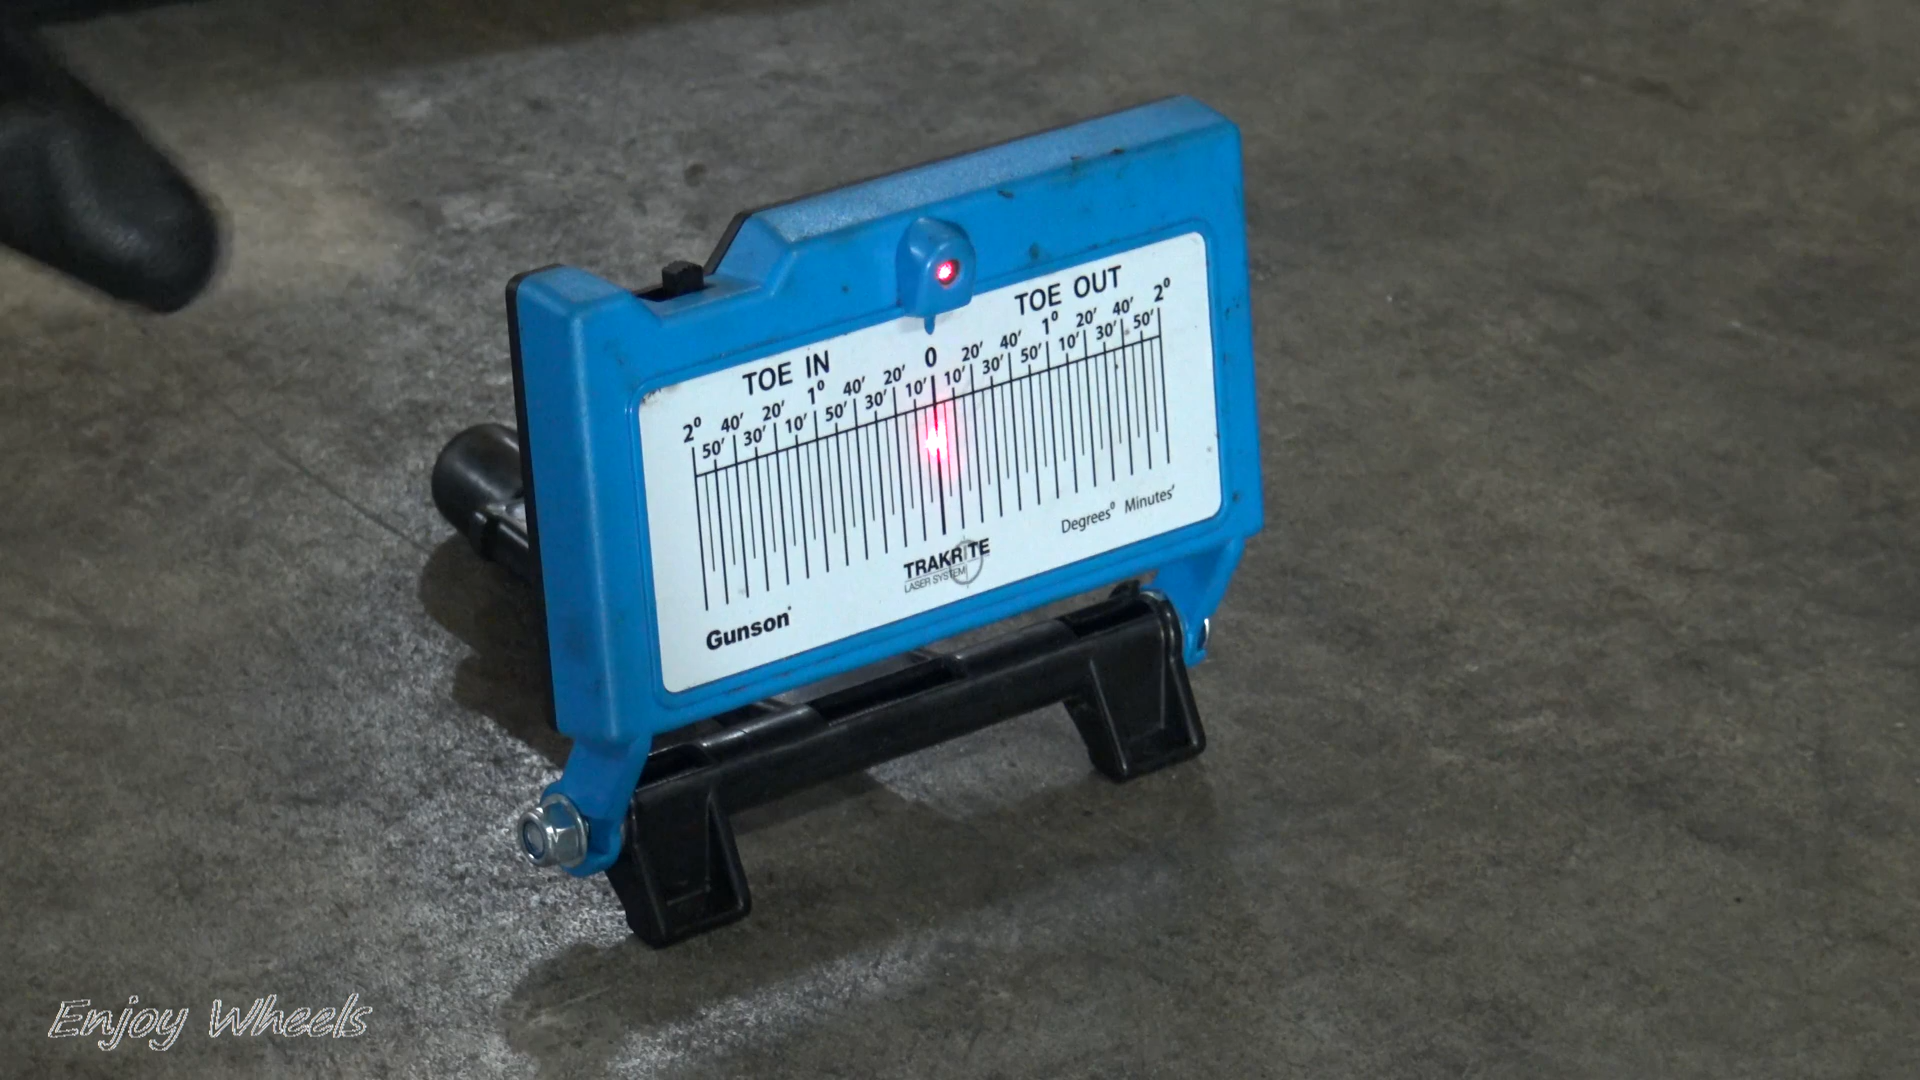 TOE IN
TOE OUT
2° 40' 20' 1° 40' 20' 0 20' 40' 1° 20' 40' 2°
50' 30' 10' 50' 30' 10' 10' 30' 50' 10' 30' 50'
Degrees° Minutes'
TRAKRITE
LASER SYSTEM
Gunson
Enjoy Wheels